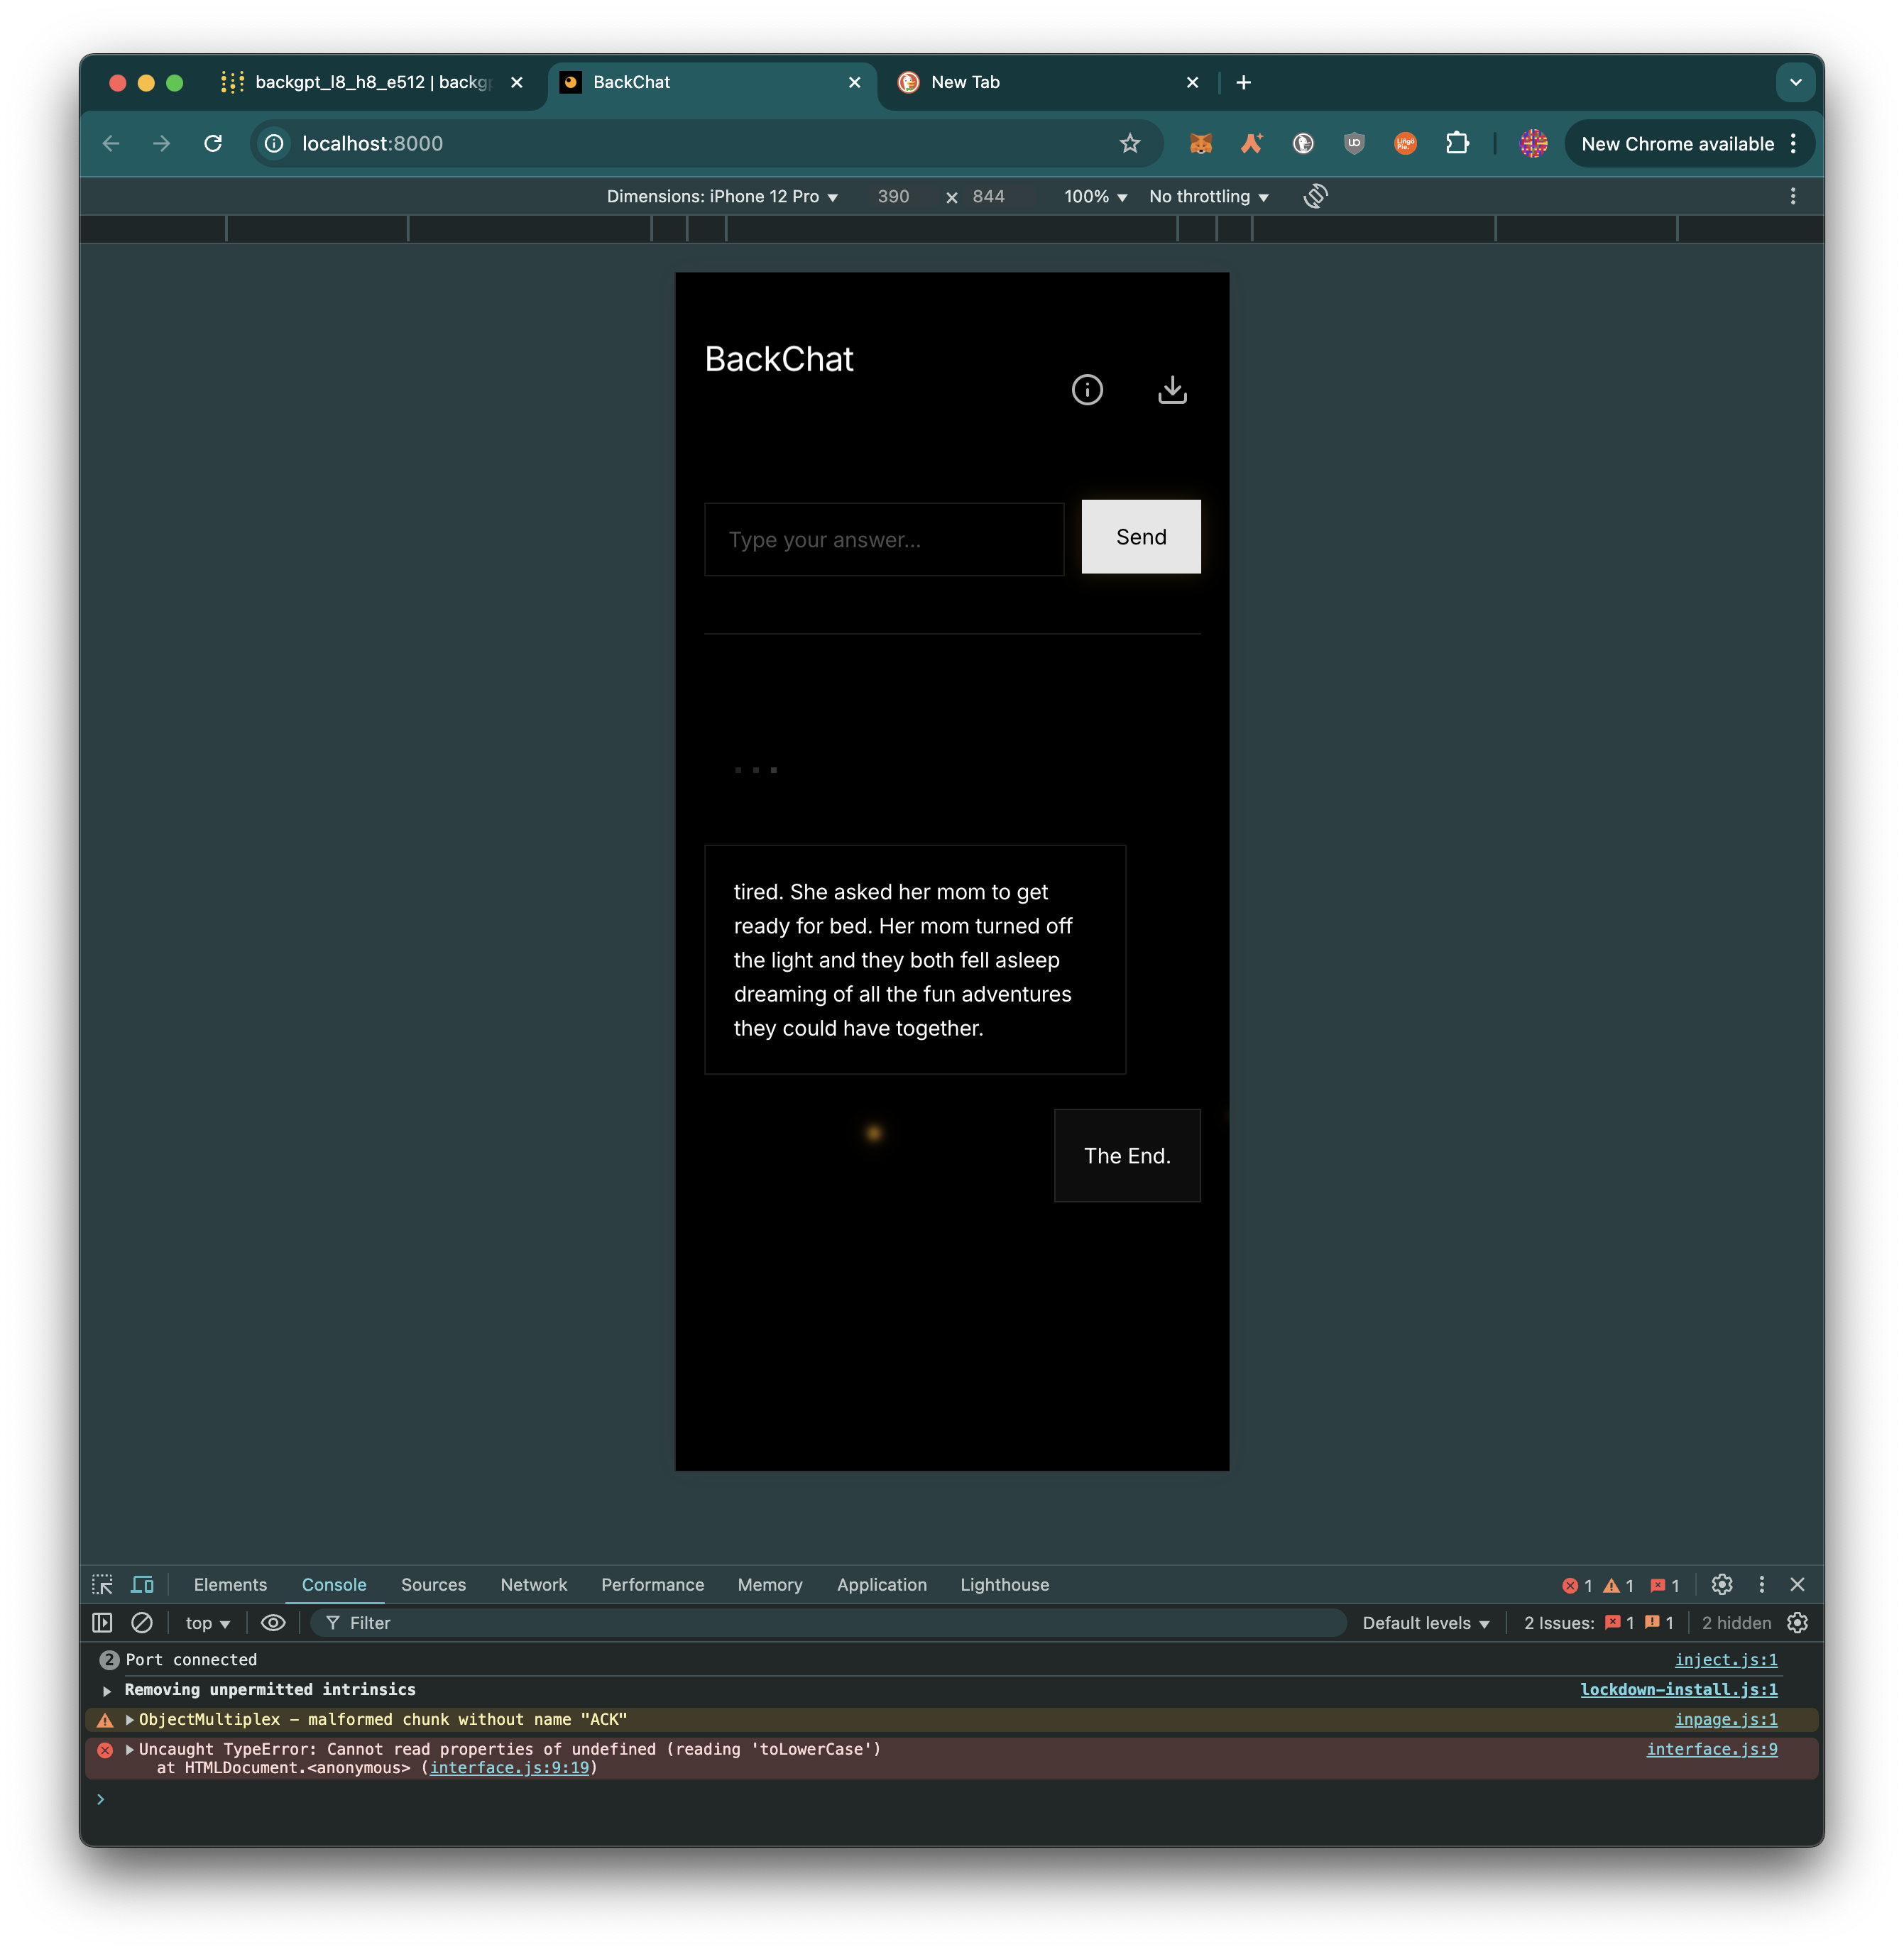 backgpt_l8_h8_e512 | backgp
BackChat
New Tab
localhost:8000
New Chrome available
Dimensions: iPhone 12 Pro
390 × 844
100%
No throttling
BackChat
Type your answer...
Send
tired. She asked her mom to get
ready for bed. Her mom turned off
the light and they both fell asleep
dreaming of all the fun adventures
they could have together.
The End.
Elements Console Sources Network Performance Memory Application Lighthouse
1 1 1
top
Filter
Default levels
2 Issues: 1 1
2 hidden
2 Port connected inject.js:1
Removing unpermitted intrinsics lockdown-install.js:1
ObjectMultiplex - malformed chunk without name "ACK" inpage.js:1
Uncaught TypeError: Cannot read properties of undefined (reading 'toLowerCase') interface.js:9
at HTMLDocument.<anonymous> (interface.js:9:19)